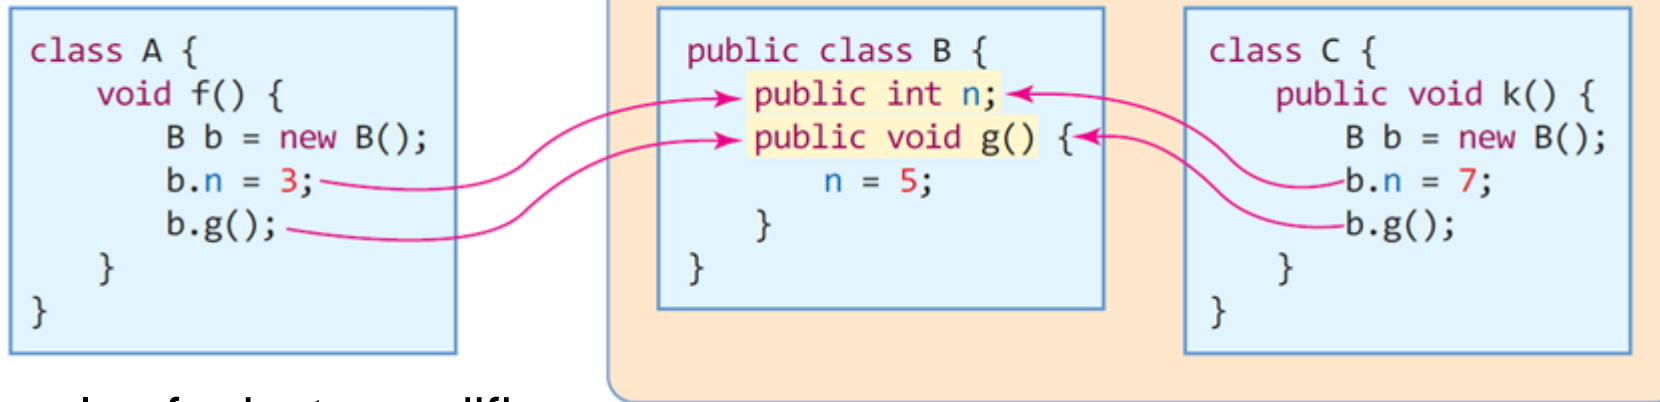 class A {
    void f() {
        B b = new B();
        b.n = 3;
        b.g();
    }
}
public class B {
    public int n;
    public void g() {
        n = 5;
    }
}
class C {
    public void k() {
        B b = new B();
        b.n = 7;
        b.g();
    }
}